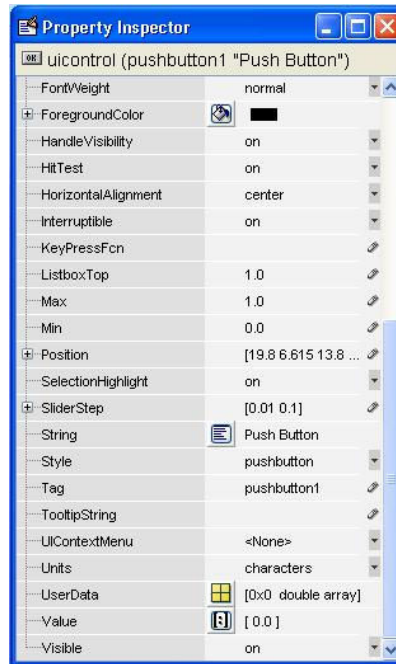 Property Inspector
uicontrol (pushbutton1 "Push Button")
FontWeight normal
ForegroundColor
HandleVisibility on
HitTest on
HorizontalAlignment center
Interruptible on
KeyPressFcn
ListboxTop 1.0
Max 1.0
Min 0.0
Position [19.8 6.615 13.8 ...
SelectionHighlight on
SliderStep [0.01 0.1]
String Push Button
Style pushbutton
Tag pushbutton1
TooltipString
UIContextMenu <None>
Units characters
UserData [0x0 double array]
Value [ 0.0 ]
Visible on